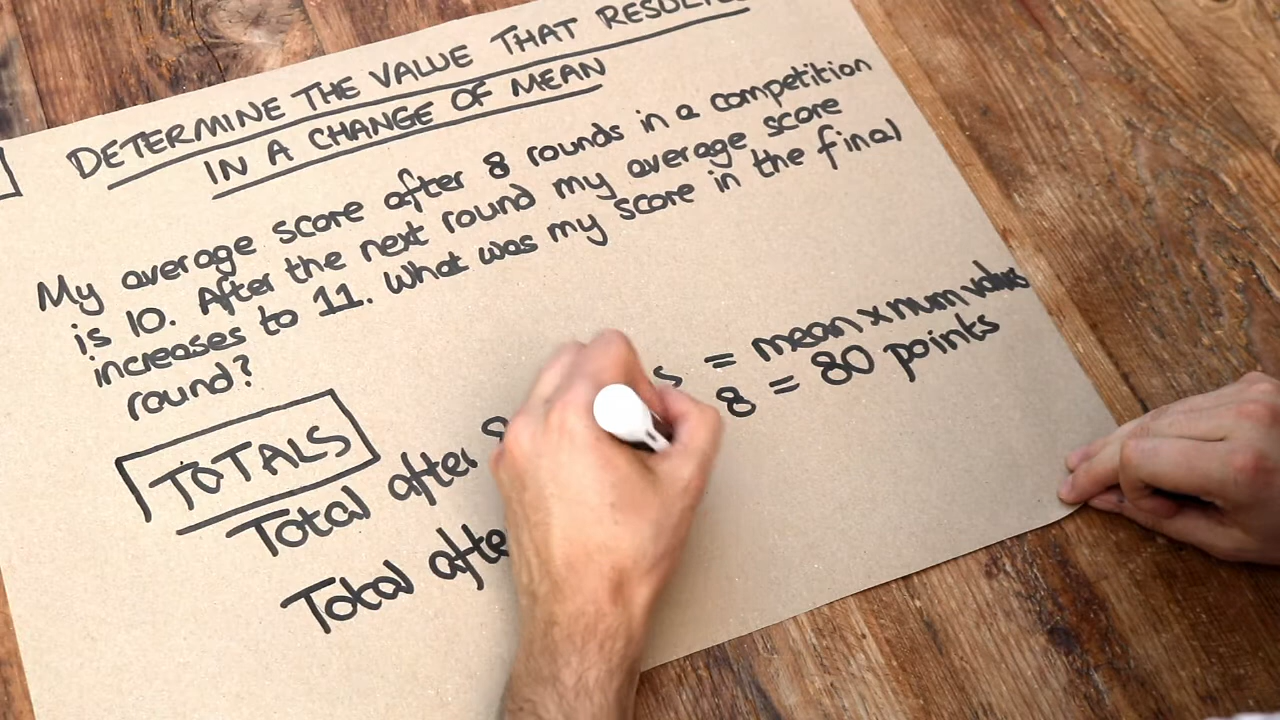 DETERMINE THE VALUE THAT
IN A CHANGE OF MEAN
My average score after 8 rounds in a competition
is 10. After the next round my average score
increases to 11. What was my score in the final
round?
TOTALS
= mean x num values
Total after 8 8 = 80 points
Total